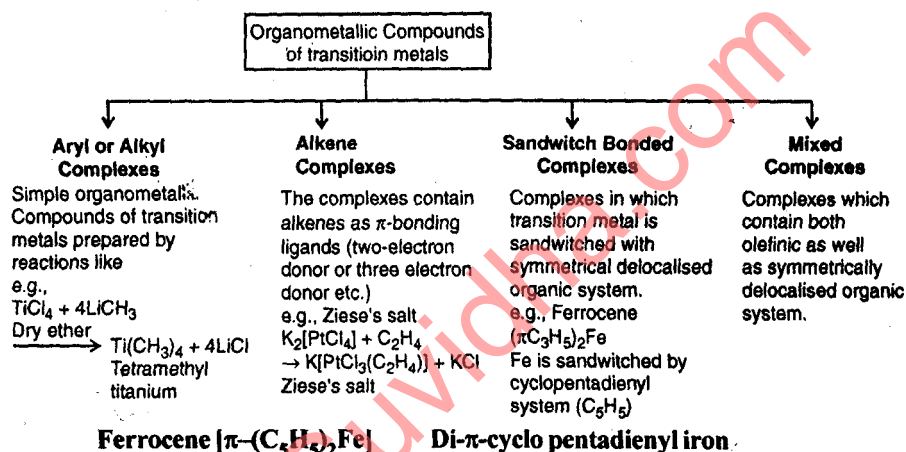 Organometallic Compounds
of transitioin metals
Aryl or Alkyl
Complexes
Simple organometallic
Compounds of transition
metals prepared by
reactions like
e.g.,
TiCl₄ + 4LiCH₃
Dry ether
→ Ti(CH₃)₄ + 4LiCl
Tetramethyl
titanium
Alkene
Complexes
The complexes contain
alkenes as π-bonding
ligands (two-electron
donor or three electron
donor etc.)
e.g., Ziese's salt
K₂[PtCl₄] + C₂H₄
→ K[PtCl₃(C₂H₄)] + KCl
Ziese's salt
Sandwitch Bonded
Complexes
Complexes in which
transition metal is
sandwitched with
symmetrical delocalised
organic system.
e.g., Ferrocene
(πC₃H₅)₂Fe
Fe is sandwitched by
cyclopentadienyl
system (C₅H₅)
Mixed
Complexes
Complexes which
contain both
olefinic as well
as symmetrically
delocalised organic
system.
Ferrocene [π–(C₅H₅)₂Fe] Di-π-cyclo pentadienyl iron
uvidha.com